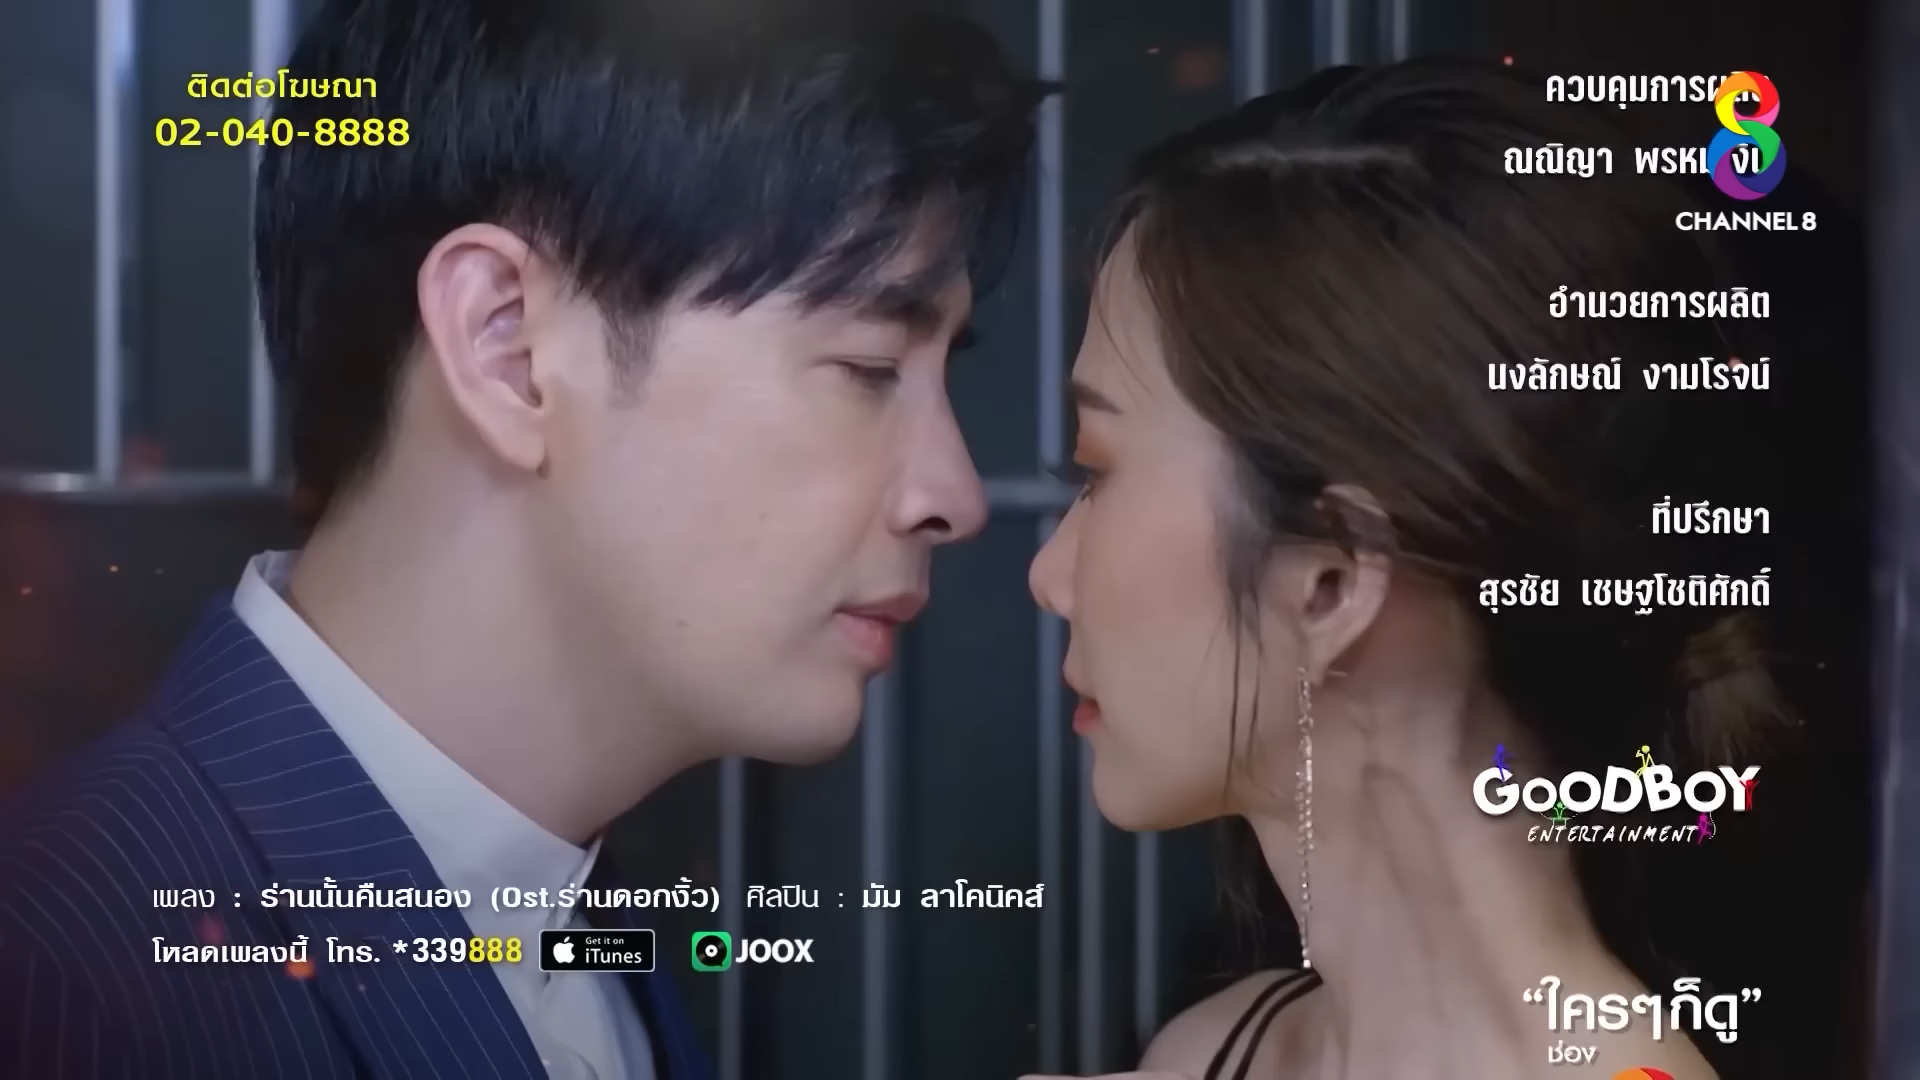 ติดต่อโฆษณา
02-040-8888
ควบคุมการผลิต
ณณิญา
CHANNEL 8
อำนวยการผลิต
นงลักษณ์ งามโรจน์
ที่ปรึกษา
สุรชัย เชษฐโชติศักดิ์
GOODBOY
ENTERTAINMENT
เพลง : ร่านนั้นคืนสนอง (Ost.ร่านดอกงิ้ว) ศิลปิน : มัม ลาโคนิคส์
โหลดเพลงนี้ โทร. *339888
Get it on
iTunes
JOOX
“ใครๆก็ดู”
ช่อง